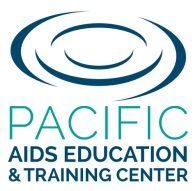 PACIFIC
AIDS EDUCATION
& TRAINING CENTER